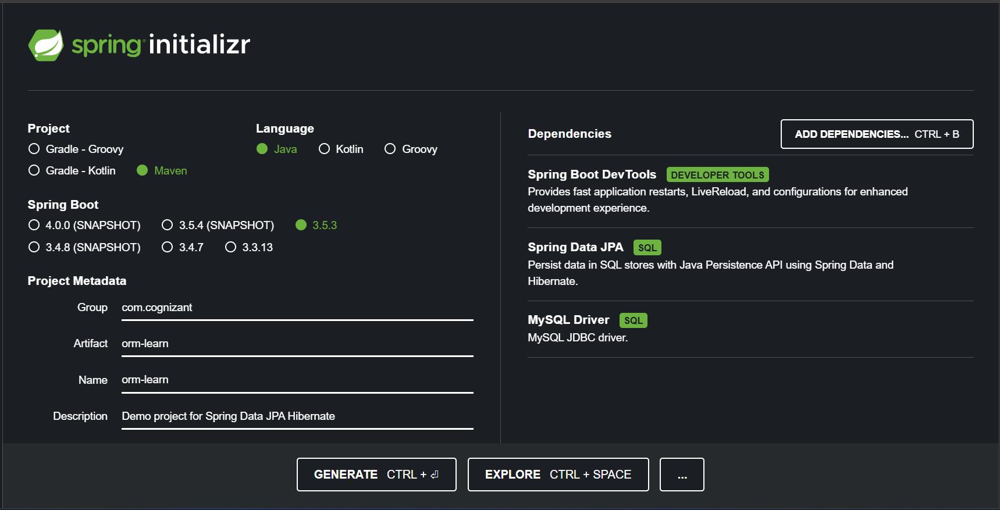 spring initializr
Project
Gradle - Groovy
Gradle - Kotlin Maven
Language
Java Kotlin Groovy
Spring Boot
4.0.0 (SNAPSHOT) 3.5.4 (SNAPSHOT) 3.5.3
3.4.8 (SNAPSHOT) 3.4.7 3.3.13
Project Metadata
Group com.cognizant
Artifact orm-learn
Name orm-learn
Description Demo project for Spring Data JPA Hibernate
Dependencies ADD DEPENDENCIES... CTRL + B
Spring Boot DevTools DEVELOPER TOOLS
Provides fast application restarts, LiveReload, and configurations for enhanced
development experience.
Spring Data JPA SQL
Persist data in SQL stores with Java Persistence API using Spring Data and
Hibernate.
MySQL Driver SQL
MySQL JDBC driver.
GENERATE CTRL + ⏎ EXPLORE CTRL + SPACE ...